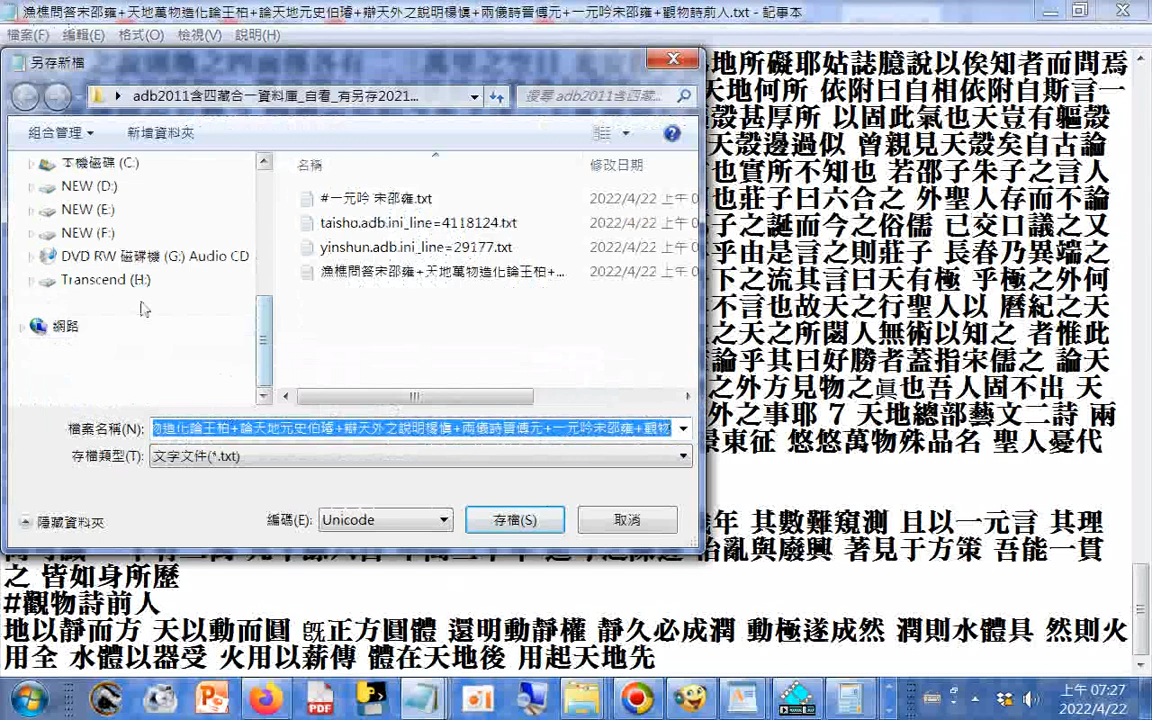 漁樵問答宋邵雍+天地萬物造化論王柏+論天地元史伯璿+辯天外之說明楊愼+兩儀詩晉傅元+一元吟宋邵雍+觀物詩前人.txt - 記事本
檔案(F) 編輯(E) 格式(O) 檢視(V) 說明(H)
另存新檔
adb2011含四藏合一資料庫_自看_有另存2021...
搜尋 adb2011含四藏...
組合管理 新增資料夾
本機磁碟 (C:)
NEW (D:)
NEW (E:)
NEW (F:)
DVD RW 磁碟機 (G:) Audio CD
Transcend (H:)
網路
名稱 修改日期
#一元吟 宋邵雍.txt 2022/4/22 上午 0
taisho.adb.ini_line=4118124.txt 2022/4/22 上午 0
yinshun.adb.ini_line=29177.txt 2022/4/22 上午 0
漁樵問答宋邵雍+天地萬物造化論王柏+... 2022/4/22 上午 0
檔案名稱(N): 物造化論王柏+論天地元史伯璿+辯天外之說明楊愼+兩儀詩晉傅元+一元吟宋邵雍+觀物
存檔類型(T): 文字文件(*.txt)
隱藏資料夾 編碼(E): Unicode 存檔(S) 取消
地所礙耶姑誌臆說以俟知者而問焉
天地何所 依附曰自相依附自斯言一
殼甚厚所 以固此氣也天豈有軀殼
天殼邊過似 曾親見天殼矣自古論
也實所不知也 若邵子朱子之言人
也莊子曰六合之 外聖人存而不論
子之誕而今之俗儒 已交口議之又
乎由是言之則莊子 長春乃異端之
下之流其言曰天有極 乎極之外何
不言也故天之行聖人以 曆紀之天
之天之所閟人無術以知之 者惟此
論乎其曰好勝者蓋指宋儒之 論天
之外方見物之眞也吾人固不出 天
外之事耶 7 天地總部藝文二詩 兩
景東征 悠悠萬物殊品名 聖人憂代
年 其數難窺測 且以一元言 其理
治亂與廢興 著見于方策 吾能一貫
之 皆如身所歷
#觀物詩前人
地以靜而方 天以動而圓 旣正方圓體 還明動靜權 靜久必成潤 動極遂成然 潤則水體具 然則火
用全 水體以器受 火用以薪傳 體在天地後 用起天地先
上午 07:27
2022/4/22